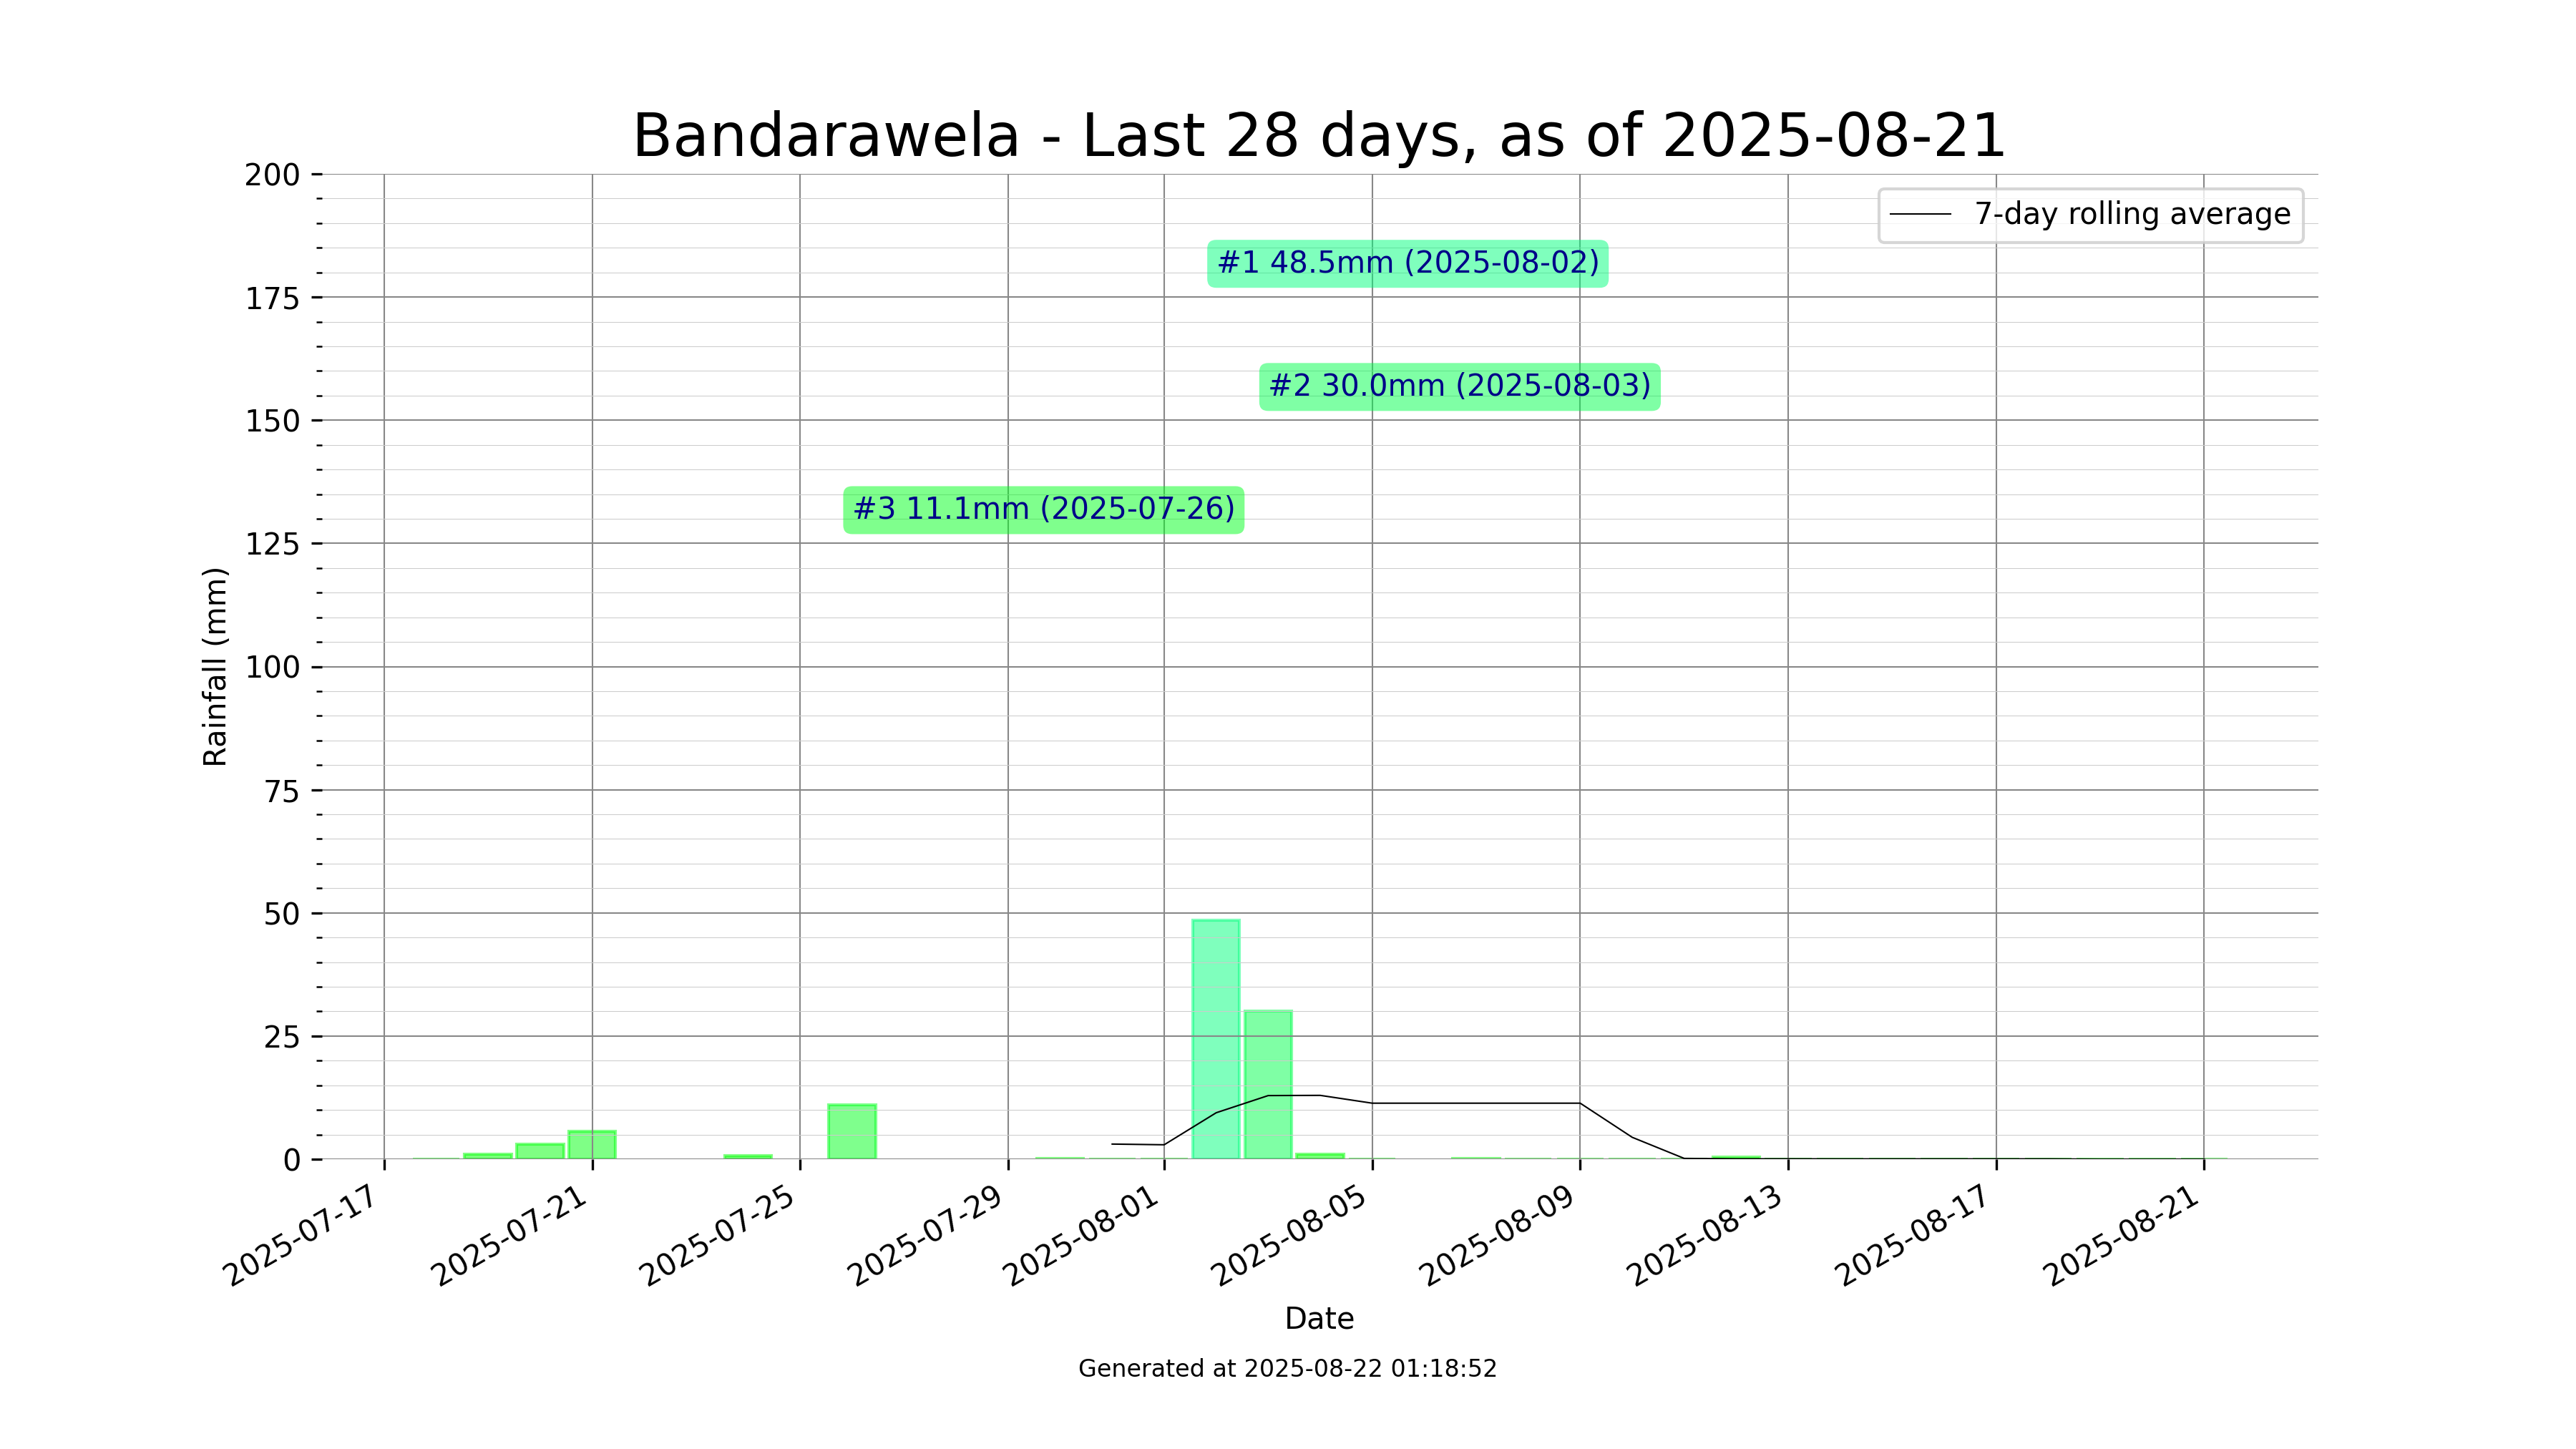 Bandarawela - Last 28 days, as of 2025-08-21
7-day rolling average
#1 48.5mm (2025-08-02)
#2 30.0mm (2025-08-03)
#3 11.1mm (2025-07-26)
Rainfall (mm)
200
175
150
125
100
75
50
25
0
2025-07-17
2025-07-21
2025-07-25
2025-07-29
2025-08-01
2025-08-05
2025-08-09
2025-08-13
2025-08-17
2025-08-21
Date
Generated at 2025-08-22 01:18:52